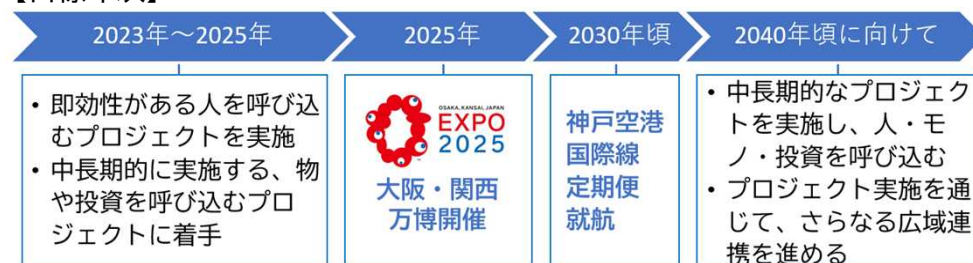 2023年～2025年
2025年
2030年頃
2040年頃に向けて
• 即効性がある人を呼び込
むプロジェクトを実施
• 中長期的に実施する、物
や投資を呼び込むプロ
ジェクトに着手
OSAKA, KANSAI, JAPAN
EXPO
2025
大阪・関西
万博開催
神戸空港
国際線
定期便
就航
• 中長期的なプロジェク
トを実施し、人・モ
ノ・投資を呼び込む
• プロジェクト実施を通
じて、さらなる広域連
携を進める